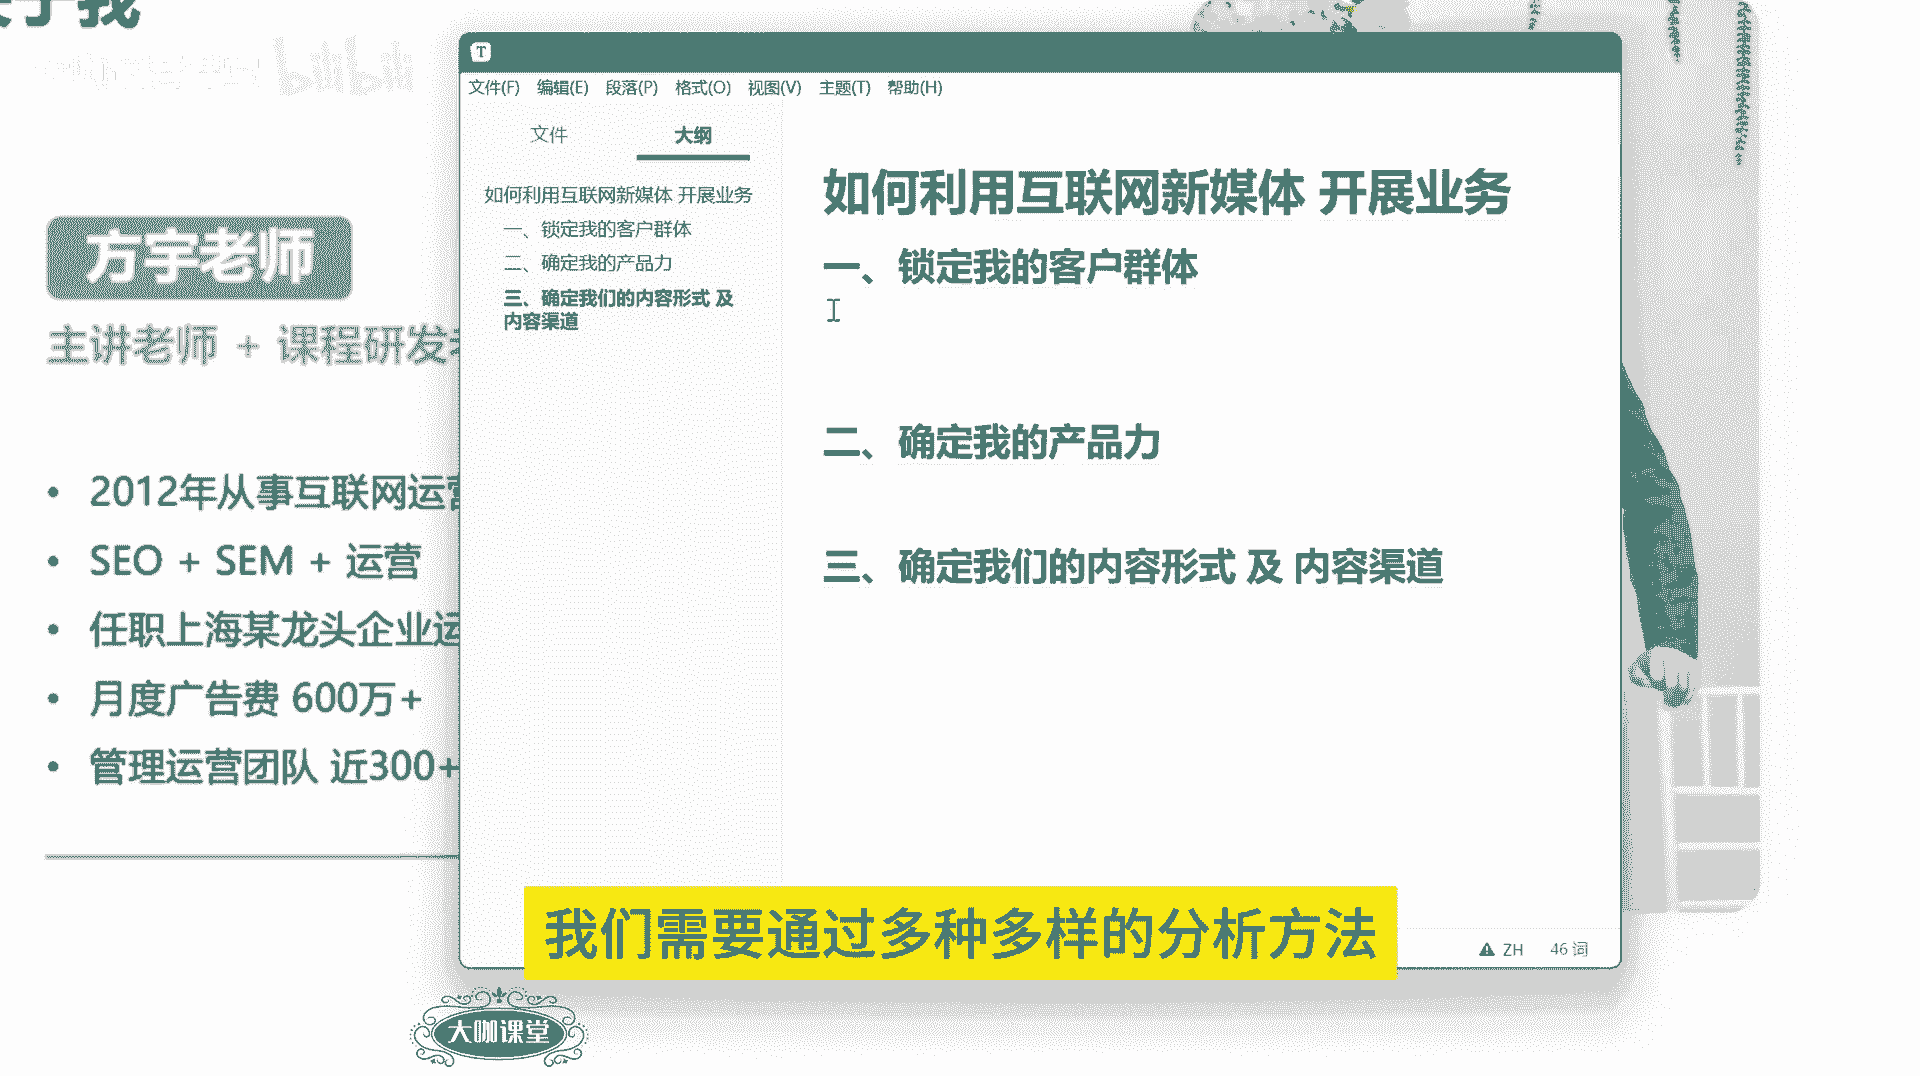 于我
bilibili
方宇老师
主讲老师 + 课程研发
• 2012年从事互联网运营
• SEO + SEM + 运营
• 任职上海某龙头企业运
• 月度广告费 600万+
• 管理运营团队 近300+
T
文件(F) 编辑(E) 段落(P) 格式(O) 视图(V) 主题(T) 帮助(H)
文件 大纲
如何利用互联网新媒体 开展业务
一、锁定我的客户群体
二、确定我的产品力
三、确定我们的内容形式 及
内容渠道
如何利用互联网新媒体 开展业务
一、锁定我的客户群体
二、确定我的产品力
三、确定我们的内容形式 及 内容渠道
ZH 46 词
我们需要通过多种多样的分析方法
大咖课堂